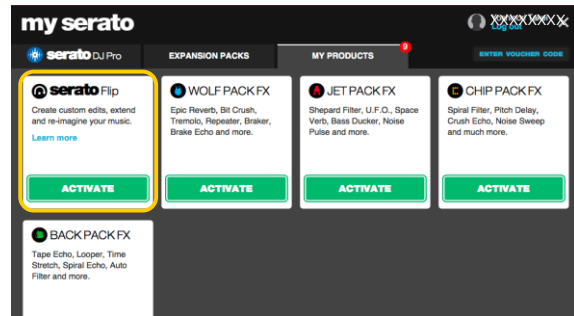 my serato
Log out
serato DJ Pro
EXPANSION PACKS
MY PRODUCTS
9
ENTER VOUCHER CODE
serato Flip
Create custom edits, extend
and re-imagine your music.
Learn more
ACTIVATE
WOLF PACK FX
Epic Reverb, Bit Crush,
Tremolo, Repeater, Braker,
Brake Echo and more.
ACTIVATE
JET PACK FX
Shepard Filter, U.F.O., Space
Verb, Bass Ducker, Noise
Pulse and more.
ACTIVATE
CHIP PACK FX
Spiral Filter, Pitch Delay,
Crush Echo, Noise Sweep
and much more.
ACTIVATE
BACK PACK FX
Tape Echo, Looper, Time
Stretch, Spiral Echo, Auto
Filter and more.